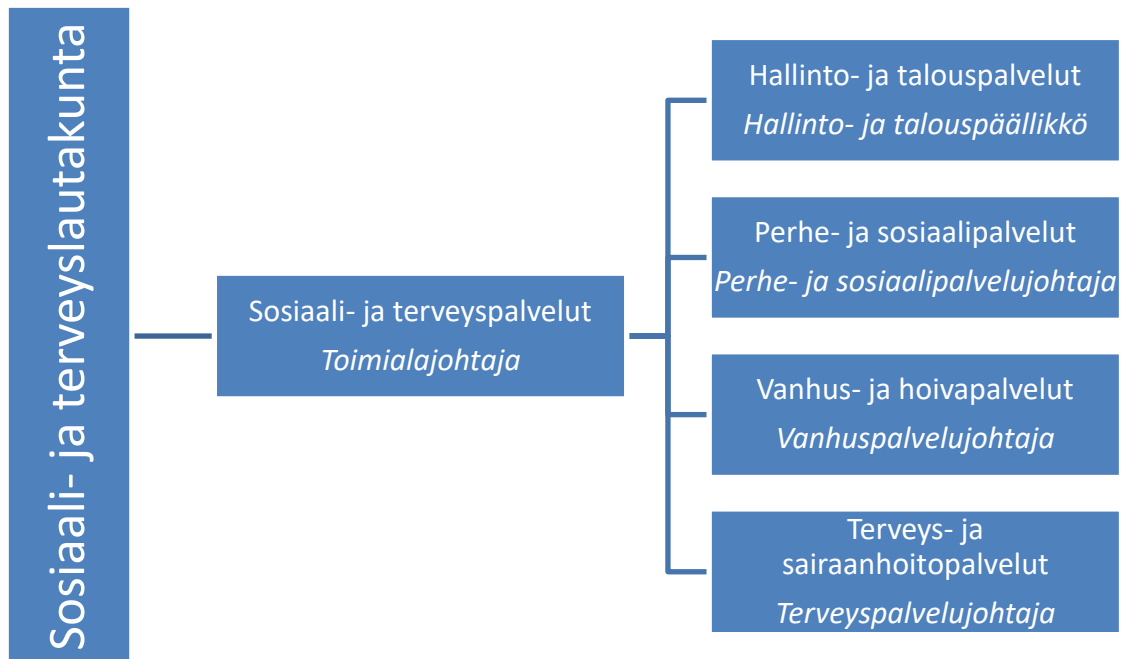 Sosiaali- ja terveyslautakunta
Sosiaali- ja terveyspalvelut
Toimialajohtaja
Hallinto- ja talouspalvelut
Hallinto- ja talouspäällikkö
Perhe- ja sosiaalipalvelut
Perhe- ja sosiaalipalvelujohtaja
Vanhus- ja hoivapalvelut
Vanhuspalvelujohtaja
Terveys- ja
sairaanhoitopalvelut
Terveyspalvelujohtaja